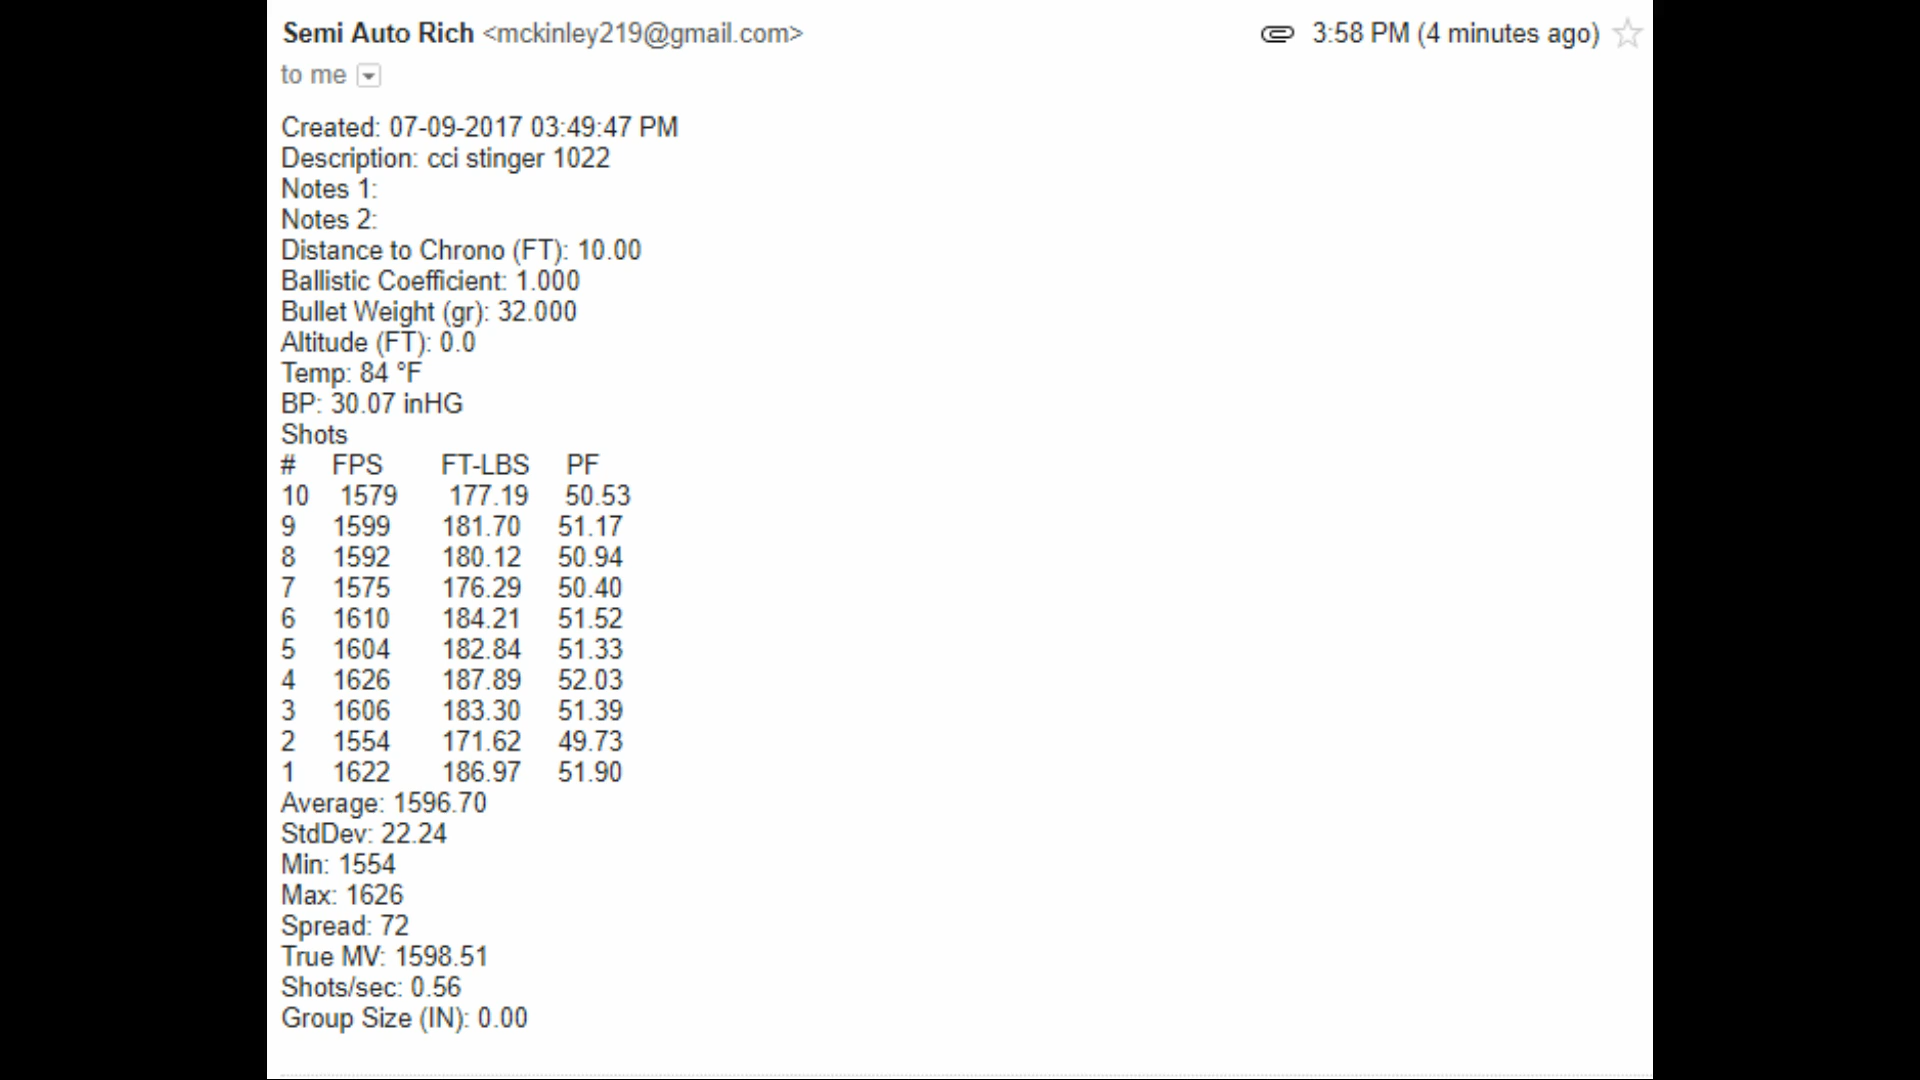 Semi Auto Rich <mckinley219@gmail.com> 3:58 PM (4 minutes ago)
to me
Created: 07-09-2017 03:49:47 PM
Description: cci stinger 1022
Notes 1:
Notes 2:
Distance to Chrono (FT): 10.00
Ballistic Coefficient: 1.000
Bullet Weight (gr): 32.000
Altitude (FT): 0.0
Temp: 84 °F
BP: 30.07 inHG
Shots
# FPS FT-LBS PF
10 1579 177.19 50.53
9 1599 181.70 51.17
8 1592 180.12 50.94
7 1575 176.29 50.40
6 1610 184.21 51.52
5 1604 182.84 51.33
4 1626 187.89 52.03
3 1606 183.30 51.39
2 1554 171.62 49.73
1 1622 186.97 51.90
Average: 1596.70
StdDev: 22.24
Min: 1554
Max: 1626
Spread: 72
True MV: 1598.51
Shots/sec: 0.56
Group Size (IN): 0.00